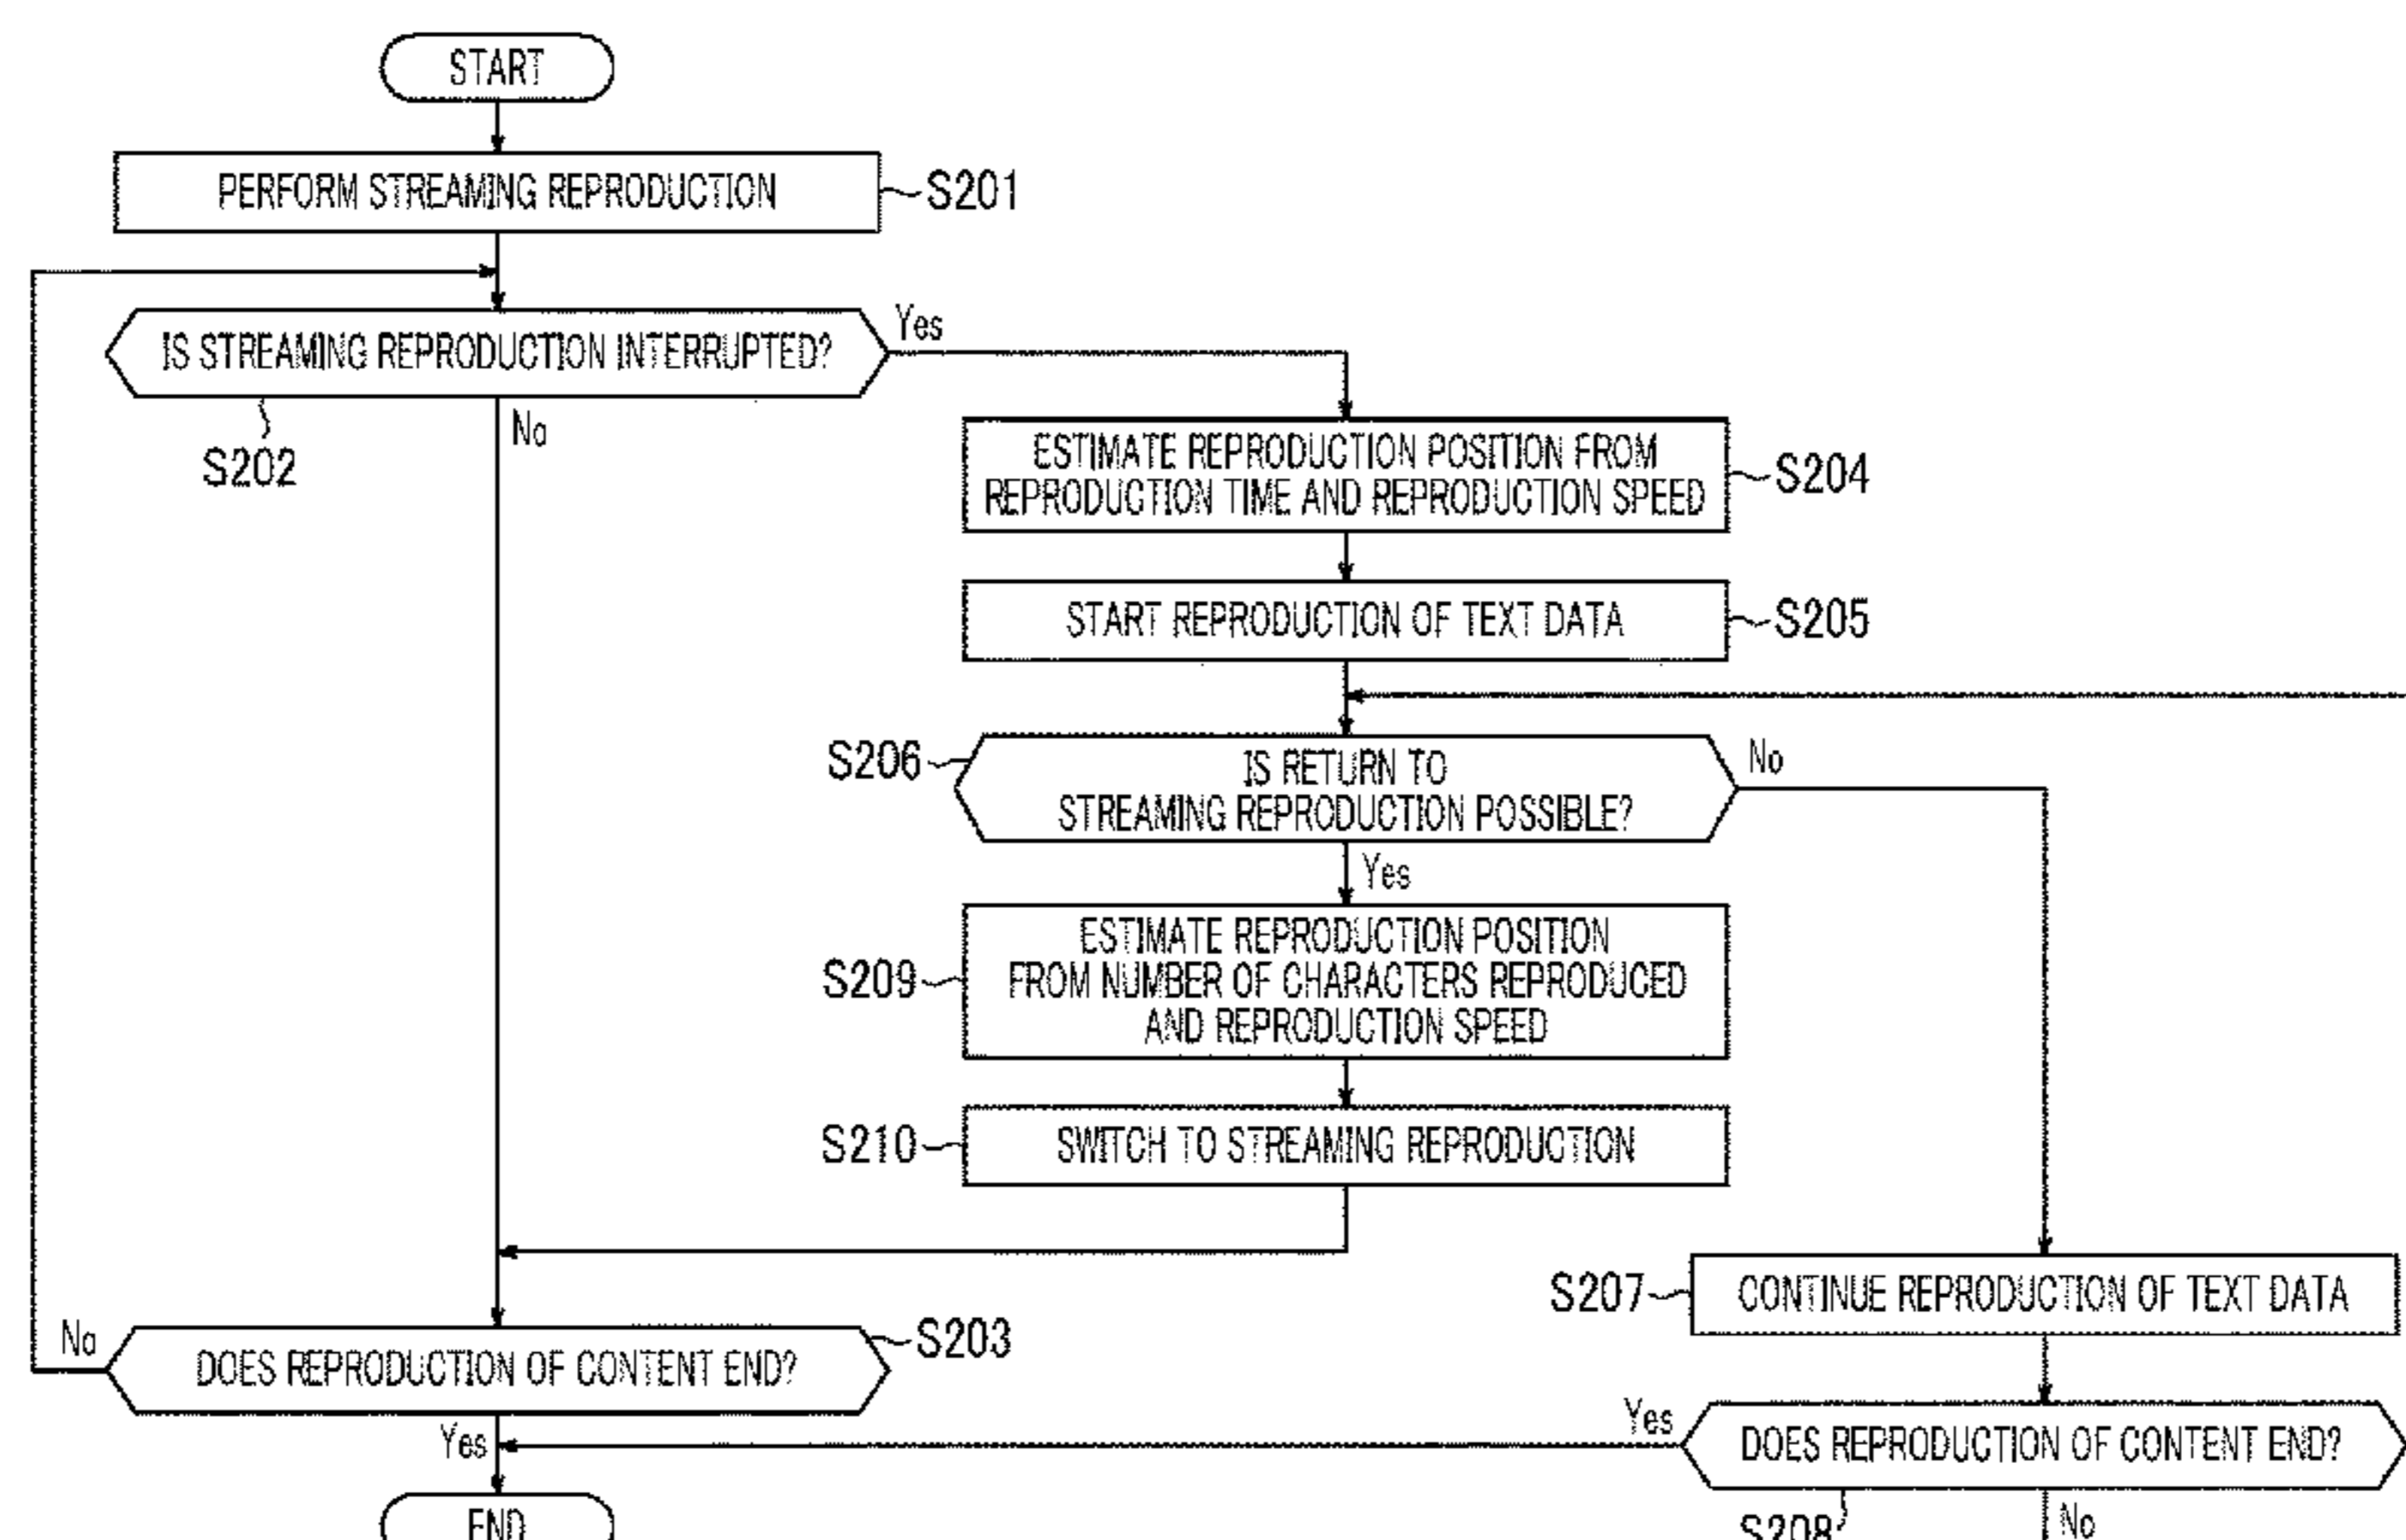 START
PERFORM STREAMING REPRODUCTION
S201
IS STREAMING REPRODUCTION INTERRUPTED?
Yes
No
S202
ESTIMATE REPRODUCTION POSITION FROM
REPRODUCTION TIME AND REPRODUCTION SPEED
S204
START REPRODUCTION OF TEXT DATA
S205
S206
IS RETURN TO
STREAMING REPRODUCTION POSSIBLE?
No
Yes
S209
ESTIMATE REPRODUCTION POSITION
FROM NUMBER OF CHARACTERS REPRODUCED
AND REPRODUCTION SPEED
S210
SWITCH TO STREAMING REPRODUCTION
S207
CONTINUE REPRODUCTION OF TEXT DATA
No
DOES REPRODUCTION OF CONTENT END?
S203
Yes
Yes
DOES REPRODUCTION OF CONTENT END?
S208
No
END